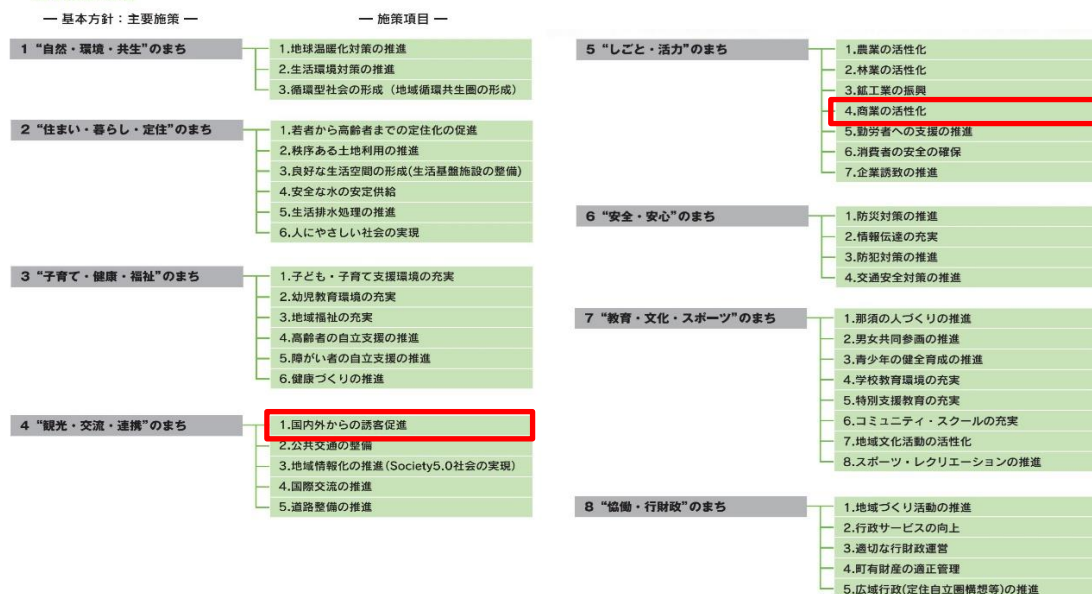 ― 基本方針：主要施策 ―
― 施策項目 ―
1 “自然・環境・共生”のまち
1.地球温暖化対策の推進
2.生活環境対策の推進
3.循環型社会の形成（地域循環共生圏の形成）
2 “住まい・暮らし・定住”のまち
1.若者から高齢者までの定住化の促進
2.秩序ある土地利用の推進
3.良好な生活空間の形成(生活基盤施設の整備)
4.安全な水の安定供給
5.生活排水処理の推進
6.人にやさしい社会の実現
3 “子育て・健康・福祉”のまち
1.子ども・子育て支援環境の充実
2.幼児教育環境の充実
3.地域福祉の充実
4.高齢者の自立支援の推進
5.障がい者の自立支援の推進
6.健康づくりの推進
4 “観光・交流・連携”のまち
1.国内外からの誘客促進
2.公共交通の整備
3.地域情報化の推進(Society5.0社会の実現)
4.国際交流の推進
5.道路整備の推進
5 “しごと・活力”のまち
1.農業の活性化
2.林業の活性化
3.鉱工業の振興
4.商業の活性化
5.勤労者への支援の推進
6.消費者の安全の確保
7.企業誘致の推進
6 “安全・安心”のまち
1.防災対策の推進
2.情報伝達の充実
3.防犯対策の推進
4.交通安全対策の推進
7 “教育・文化・スポーツ”のまち
1.那須の人づくりの推進
2.男女共同参画の推進
3.青少年の健全育成の推進
4.学校教育環境の充実
5.特別支援教育の充実
6.コミュニティ・スクールの充実
7.地域文化活動の活性化
8.スポーツ・レクリエーションの推進
8 “協働・行財政”のまち
1.地域づくり活動の推進
2.行政サービスの向上
3.適切な行財政運営
4.町有財産の適正管理
5.広域行政(定住自立圏構想等)の推進